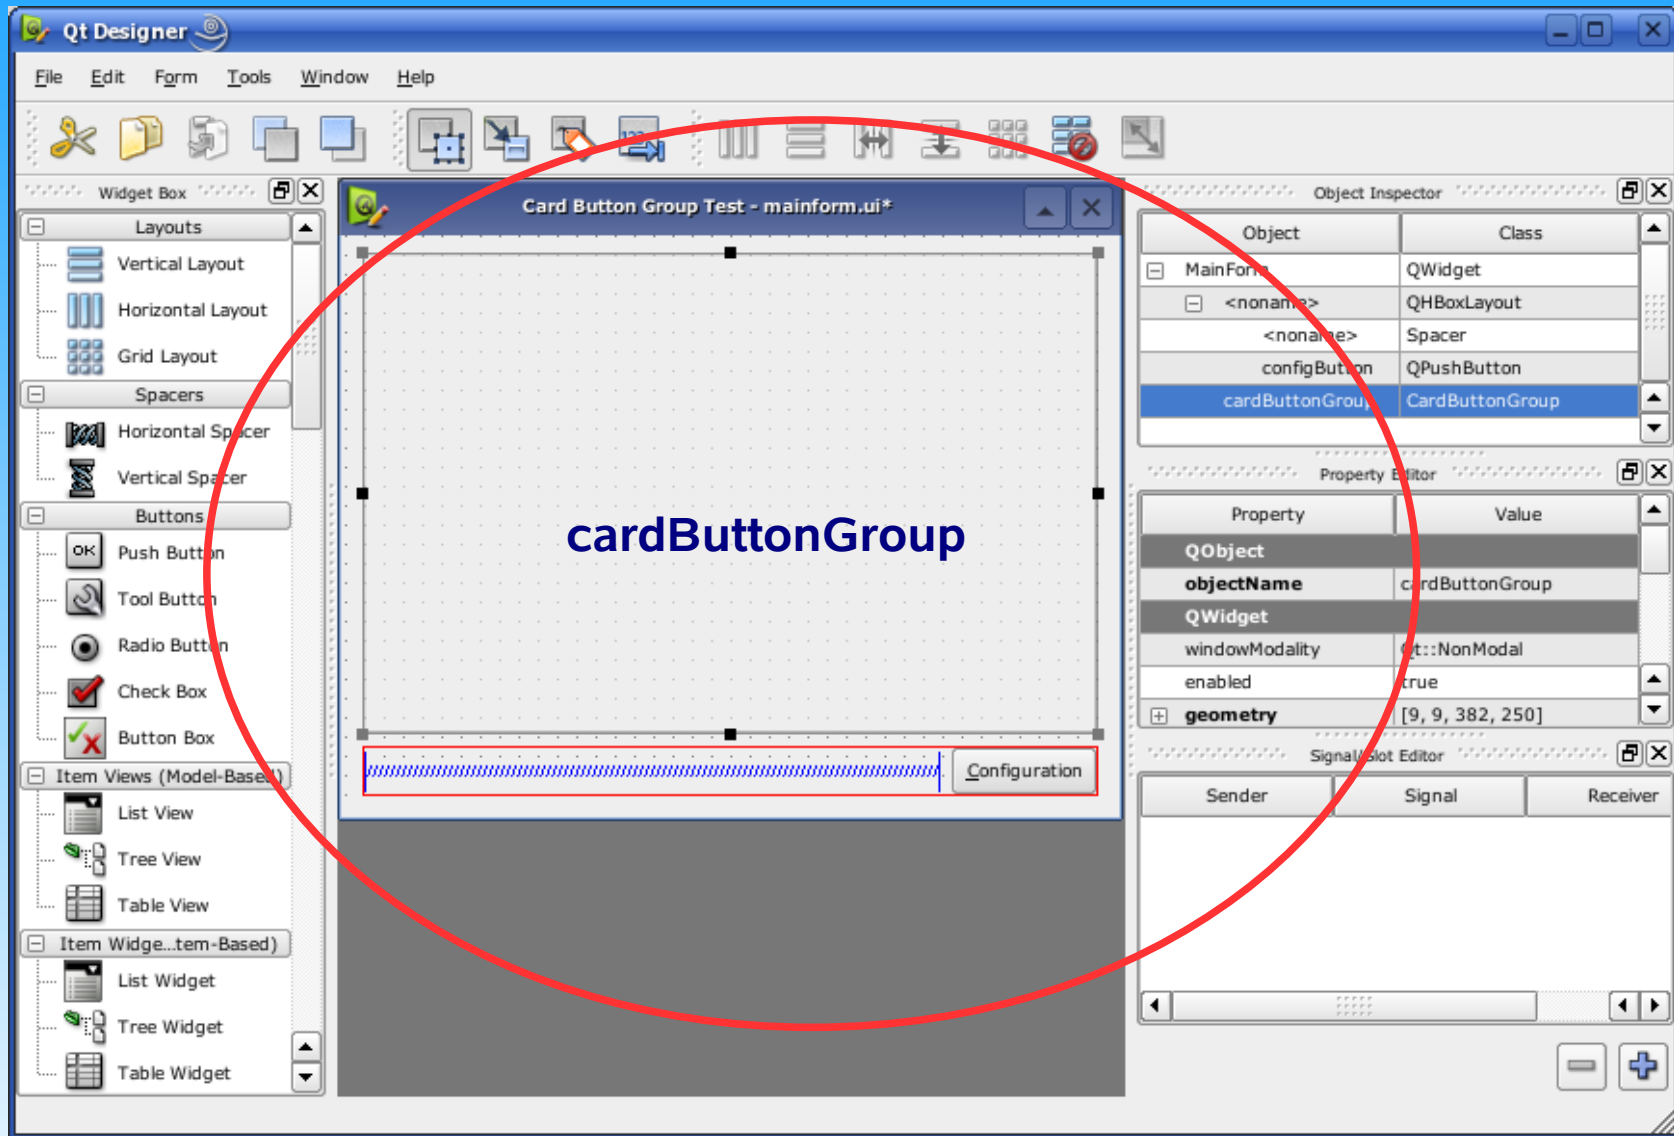 Qt Designer
File Edit Form Tools Window Help
123
Widget Box
Layouts
Vertical Layout
Horizontal Layout
Grid Layout
Spacers
Horizontal Spacer
Vertical Spacer
Buttons
OK Push Button
Tool Button
Radio Button
Check Box
Button Box
Item Views (Model-Based)
List View
Tree View
Table View
Item Widge...tem-Based)
List Widget
Tree Widget
Table Widget
Card Button Group Test - mainform.ui*
cardButtonGroup
Configuration
Object Inspector
Object Class
MainForm QWidget
<noname> QHBoxLayout
<noname> Spacer
configButton QPushButton
cardButtonGroup CardButtonGroup
Property Editor
Property Value
QObject
objectName cardButtonGroup
QWidget
windowModality Qt::NonModal
enabled true
geometry [9, 9, 382, 250]
Signal/Slot Editor
Sender Signal Receiver